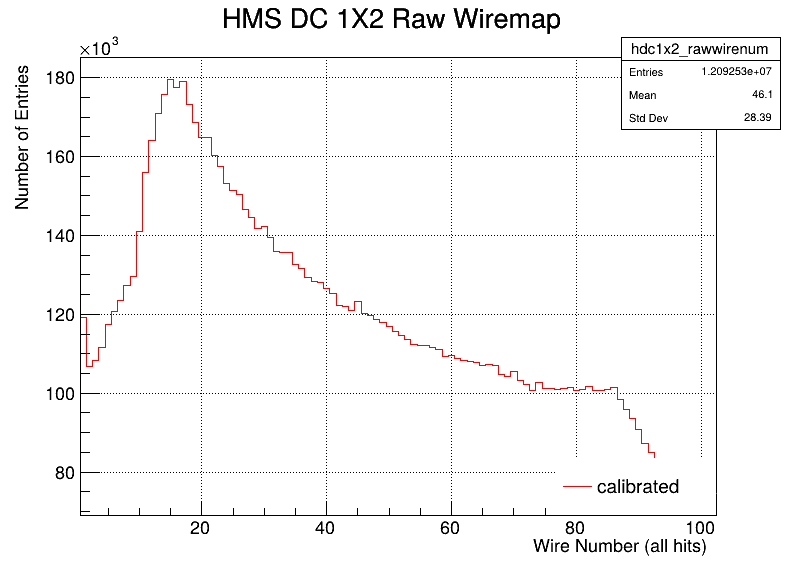 HMS DC 1X2 Raw Wiremap
×10³
hdc1x2_rawwirenum
Entries 1.209253e+07
Mean 46.1
Std Dev 28.39
Number of Entries
180
160
140
120
100
80
calibrated
20 40 60 80 100
Wire Number (all hits)